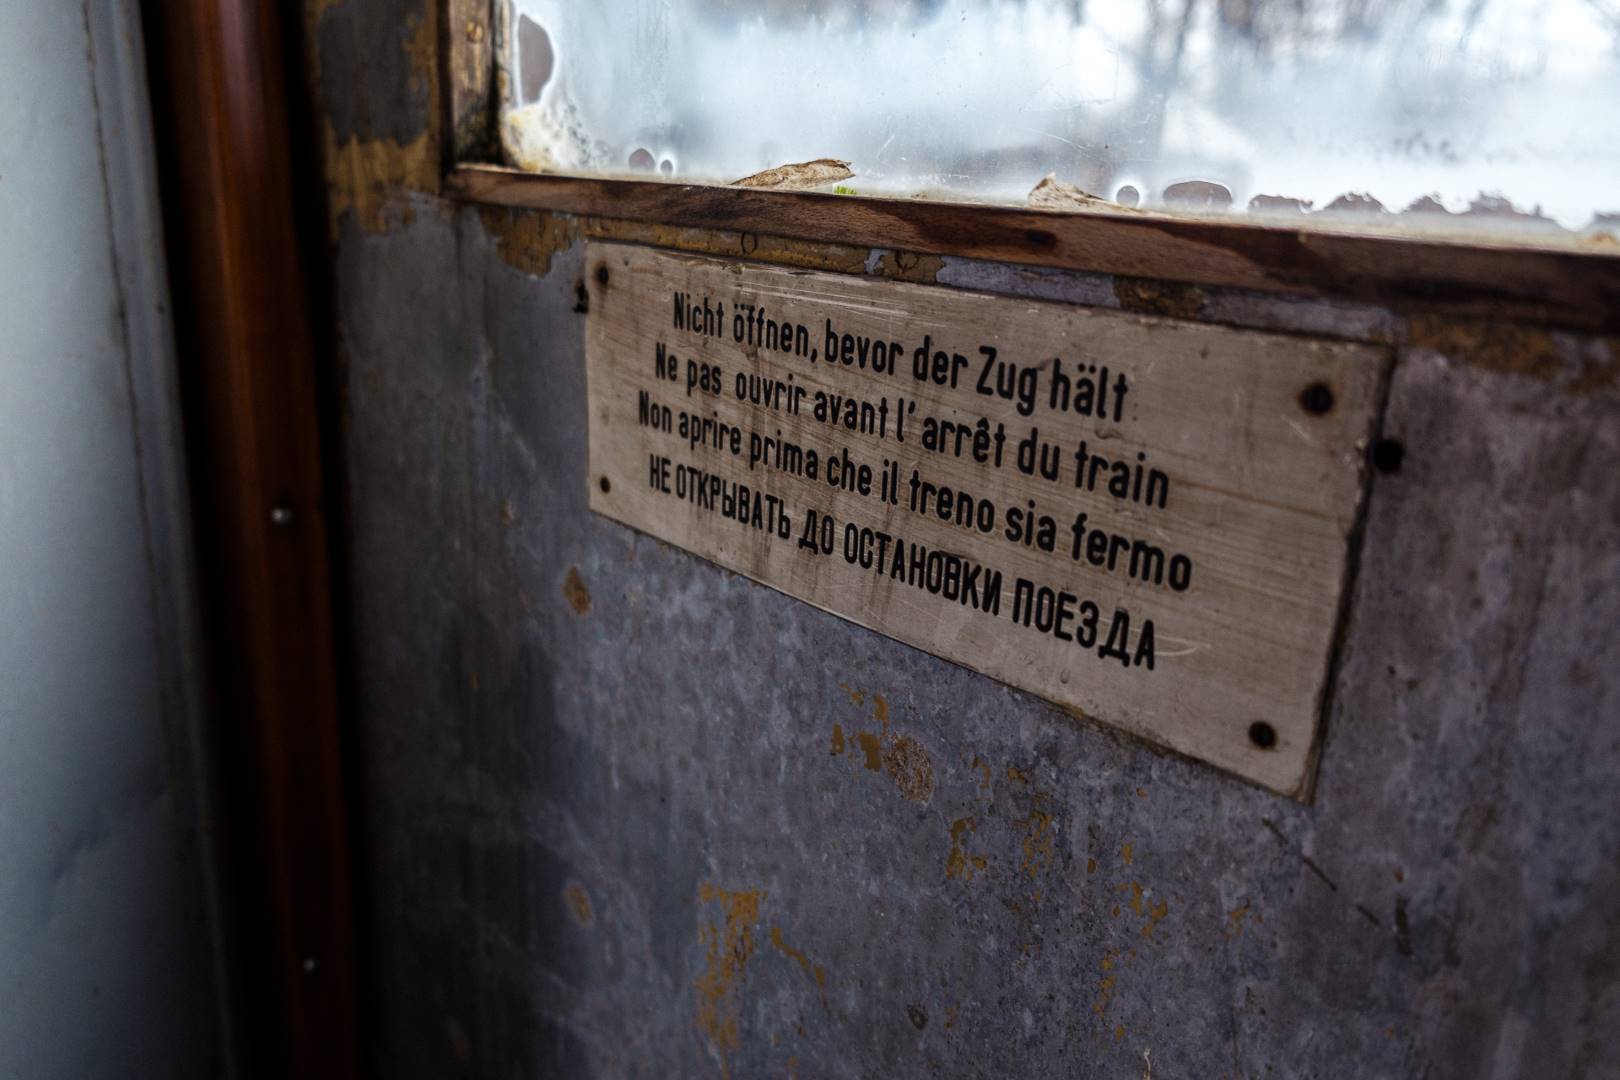 Nicht öffnen, bevor der Zug hält
Ne pas ouvrir avant l'arrêt du train
Non aprire prima che il treno sia fermo
НЕ ОТКРЫВАТЬ ДО ОСТАНОВКИ ПОЕЗДА